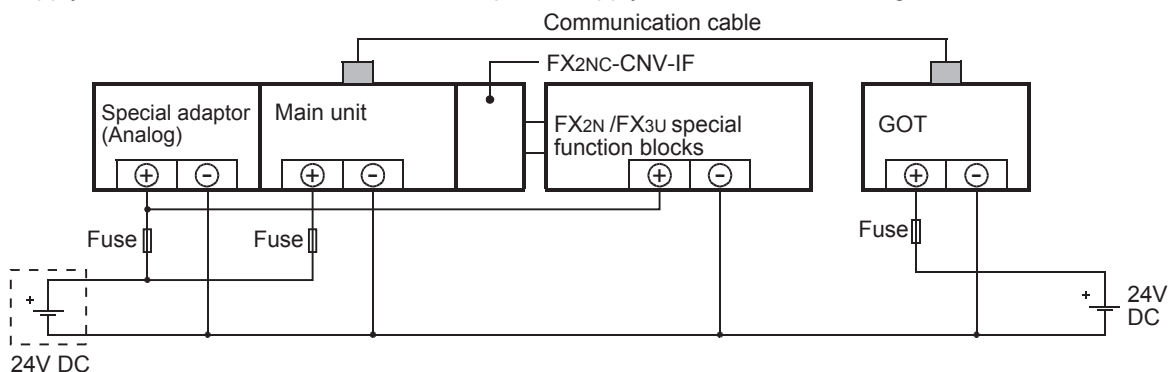 Communication cable
FX2NC-CNV-IF
Special adaptor
(Analog)
Main unit
FX2N /FX3U special
function blocks
GOT
+ - + - + - + -
Fuse
Fuse
Fuse
+
24V DC
+
24V
DC